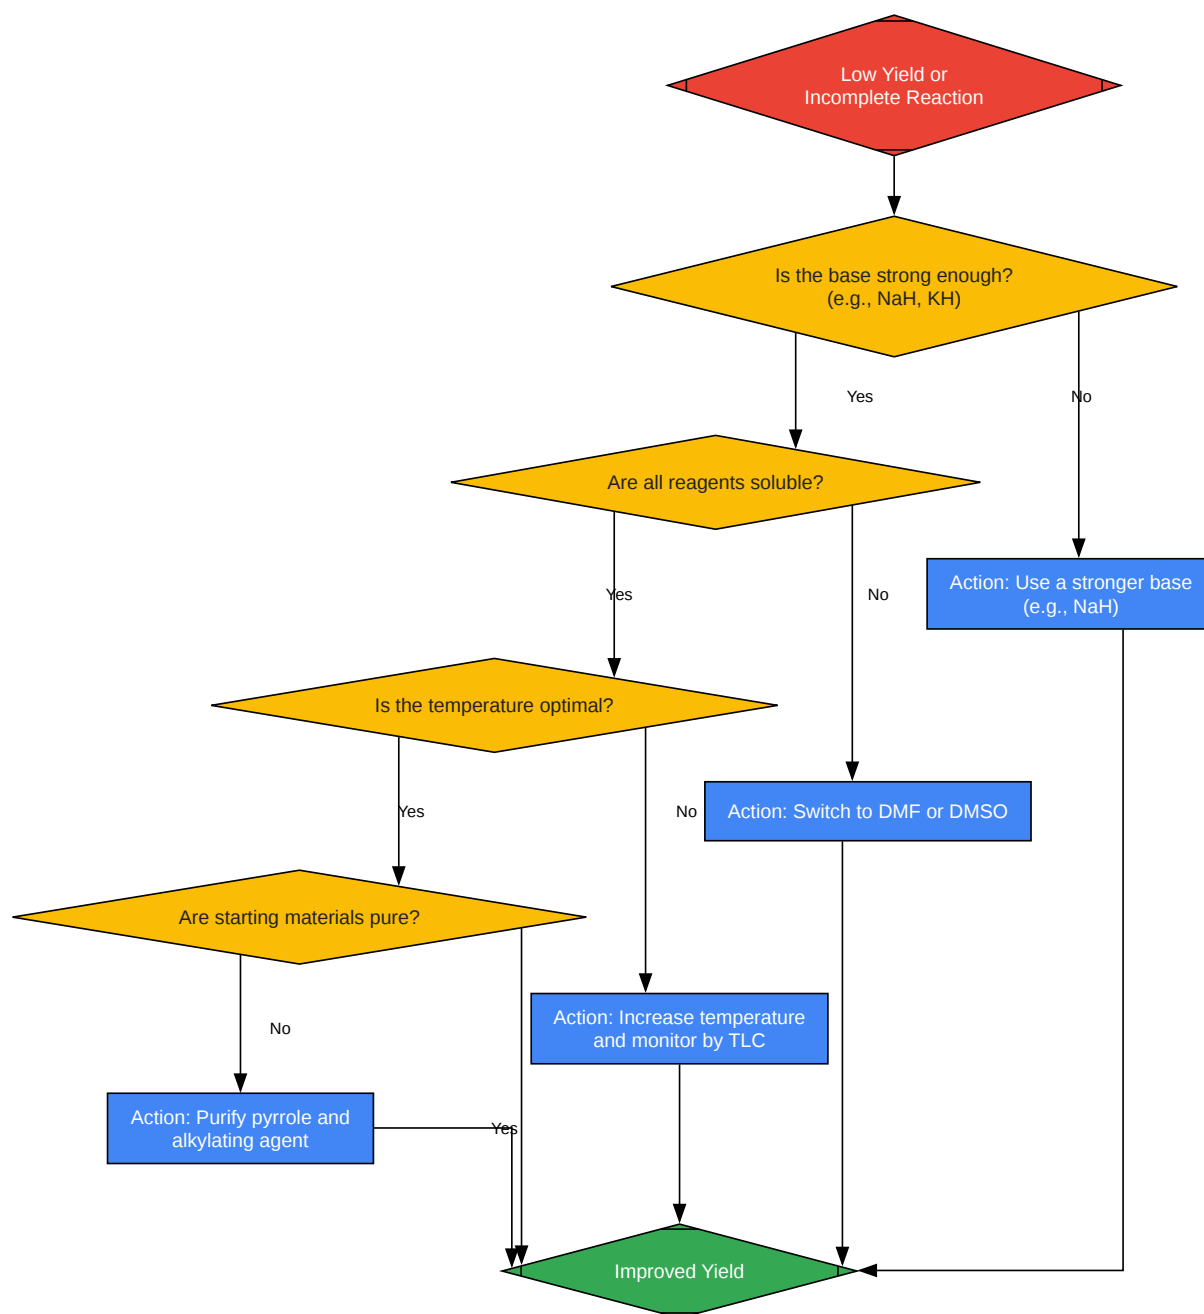 Low Yield or
Incomplete Reaction
Is the base strong enough?
(e.g., NaH, KH)
Yes
No
Are all reagents soluble?
Action: Use a stronger base
(e.g., NaH)
Yes
No
Is the temperature optimal?
Yes
No
Action: Switch to DMF or DMSO
Are starting materials pure?
Action: Increase temperature
and monitor by TLC
No
Action: Purify pyrrole and
alkylating agent
Yes
Improved Yield